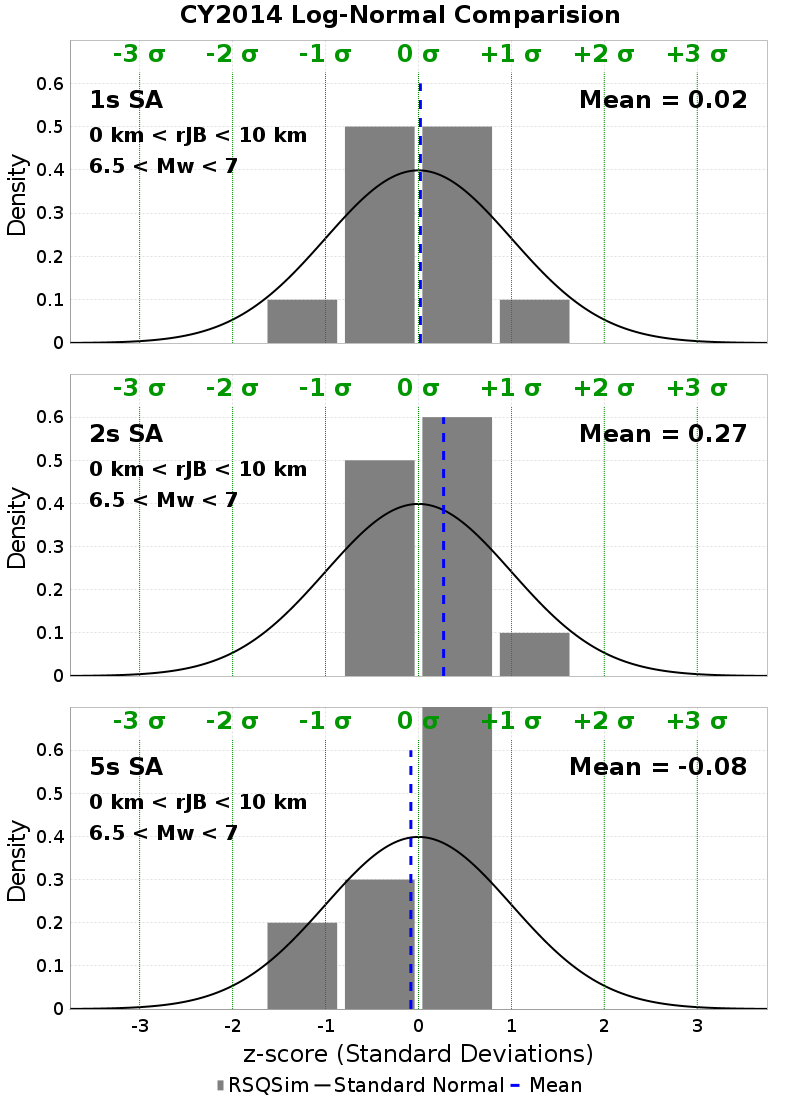 CY2014 Log-Normal Comparision
-3 σ -2 σ -1 σ 0 σ +1 σ +2 σ +3 σ
0.6
1s SA Mean = 0.02
0.5
0 km < rJB < 10 km
6.5 < Mw < 7
0.4
0.3
0.2
0.1
0
Density
-3 σ -2 σ -1 σ 0 σ +1 σ +2 σ +3 σ
0.6
2s SA Mean = 0.27
0.5
0 km < rJB < 10 km
6.5 < Mw < 7
0.4
0.3
0.2
0.1
0
Density
-3 σ -2 σ -1 σ 0 σ +1 σ +2 σ +3 σ
0.6
5s SA Mean = -0.08
0.5
0 km < rJB < 10 km
6.5 < Mw < 7
0.4
0.3
0.2
0.1
0
Density
-3 -2 -1 0 1 2 3
z-score (Standard Deviations)
RSQSim Standard Normal Mean